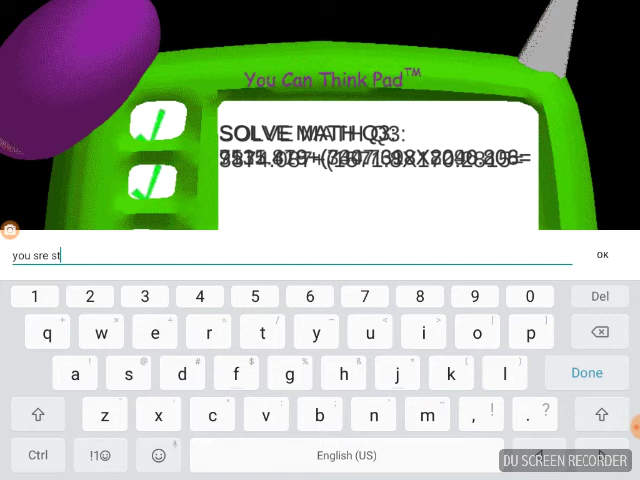 You Can Think Pad™
SOLVE MATH Q3:
you sre st
OK
1 2 3 4 5 6 7 8 9 0 Del
q w e r t y u i o p
a s d f g h j k l Done
z x c v b n m , ! . ?
Ctrl !1☺ English (US)
DU SCREEN RECORDER